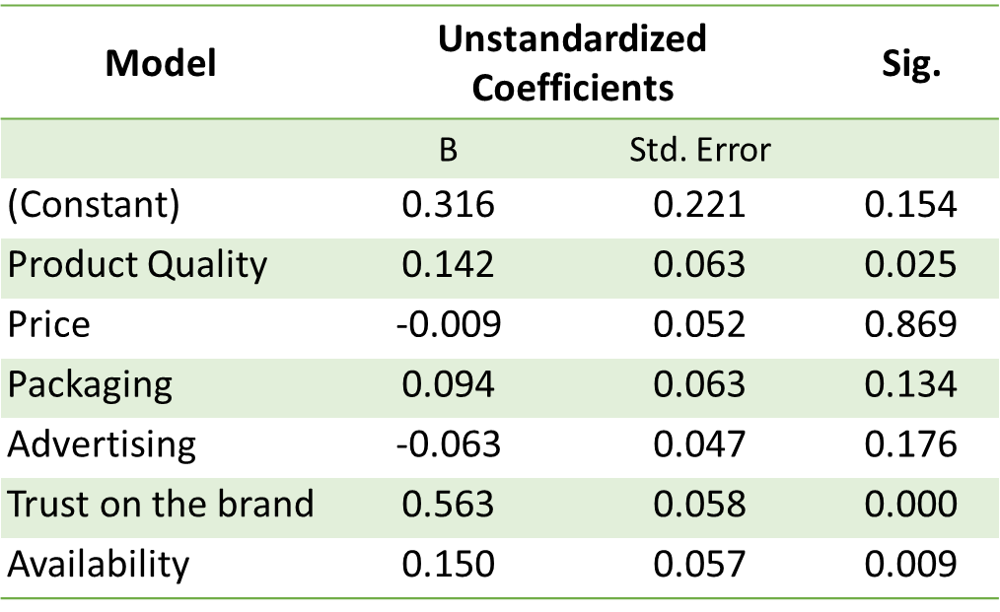 Model Unstandardized Coefficients Sig.
B Std. Error
(Constant) 0.316 0.221 0.154
Product Quality 0.142 0.063 0.025
Price -0.009 0.052 0.869
Packaging 0.094 0.063 0.134
Advertising -0.063 0.047 0.176
Trust on the brand 0.563 0.058 0.000
Availability 0.150 0.057 0.009